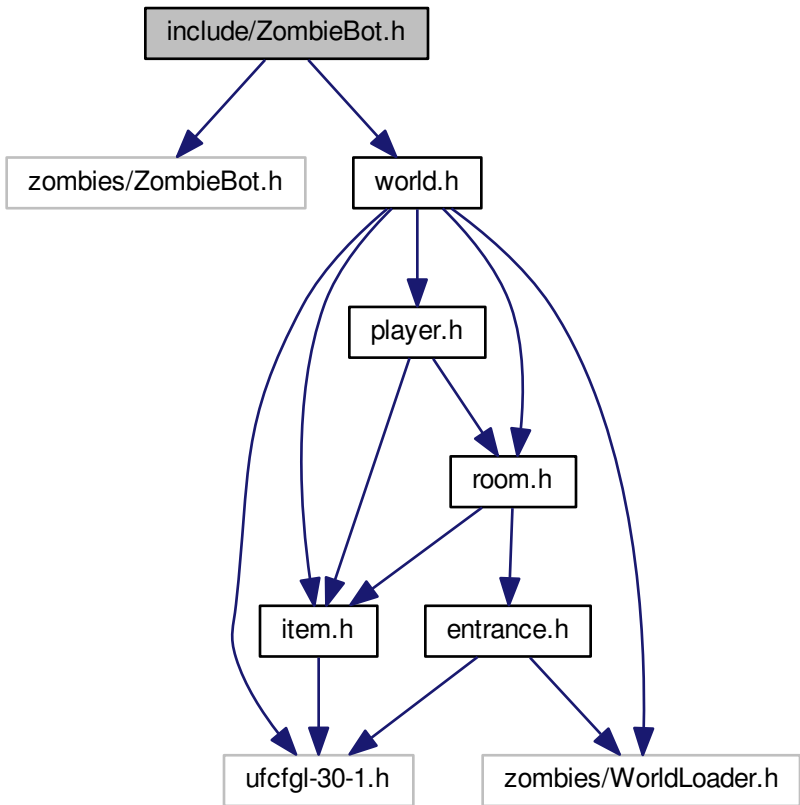 include/ZombieBot.h
zombies/ZombieBot.h
world.h
player.h
room.h
item.h
entrance.h
ufcfgl-30-1.h
zombies/WorldLoader.h